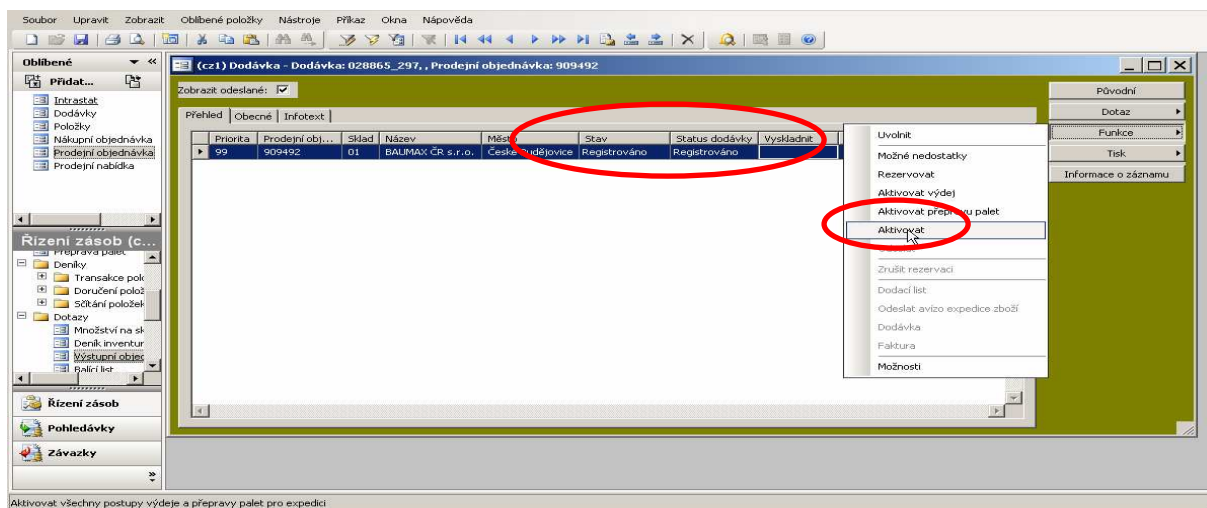 Soubor Upravit Zobrazit Oblíbené položky Nástroje Příkaz Okna Nápověda
Oblíbené
Přidat...
Intrastat
Dodávky
Položky
Nákupní objednávka
Prodejní objednávka
Prodejní nabídka
Řízení zásob (c...
Přeprava palet
Deníky
Transakce polo
Doručení polož
Sčítání položek
Dotazy
Množství na sk
Deník inventur
Výstupní objec
Balicí list
Řízení zásob
Pohledávky
Závazky
(cz1) Dodávka - Dodávka: 028865_297, , Prodejní objednávka: 909492
Zobrazit odeslané:
Přehled Obecné Infotext
Priorita Prodejní obj... Sklad Název Město Stav Status dodávky Vyskladnit
99 909492 01 BAUMAX ČR s.r.o. České Budějovice Registrováno Registrováno
Uvolnit
Možné nedostatky
Rezervovat
Aktivovat výdej
Aktivovat přepravu palet
Aktivovat
Zrušit rezervaci
Dodací list
Odeslat avízo expedice zboží
Dodávka
Faktura
Možnosti
Původní
Dotaz
Funkce
Tisk
Informace o záznamu
Aktivovat všechny postupy výdeje a přepravy palet pro expedici